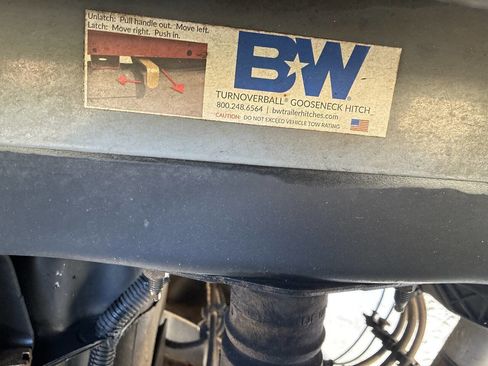 Unlatch: Pull handle out. Move left.
Latch: Move right. Push in.
BW
TURNOVERBALL® GOOSENECK HITCH
800.248.6564 | bwtrailerhitches.com
CAUTION: DO NOT EXCEED VEHICLE TOW RATING